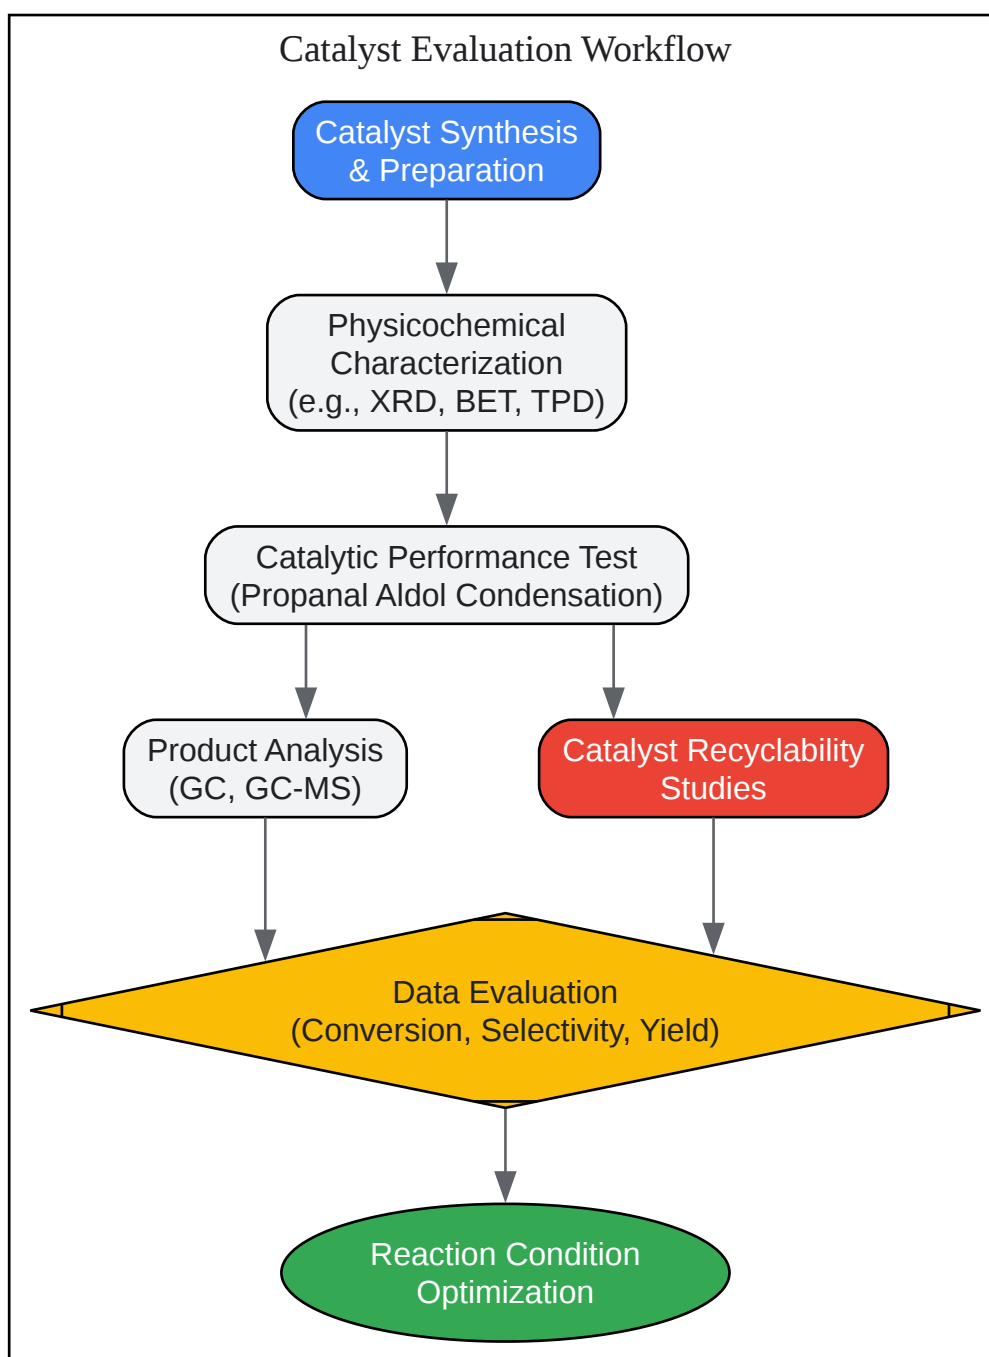 Catalyst Evaluation Workflow
Catalyst Synthesis
& Preparation
Physicochemical
Characterization
(e.g., XRD, BET, TPD)
Catalytic Performance Test
(Propanal Aldol Condensation)
Product Analysis
(GC, GC-MS)
Catalyst Recyclability
Studies
Data Evaluation
(Conversion, Selectivity, Yield)
Reaction Condition
Optimization